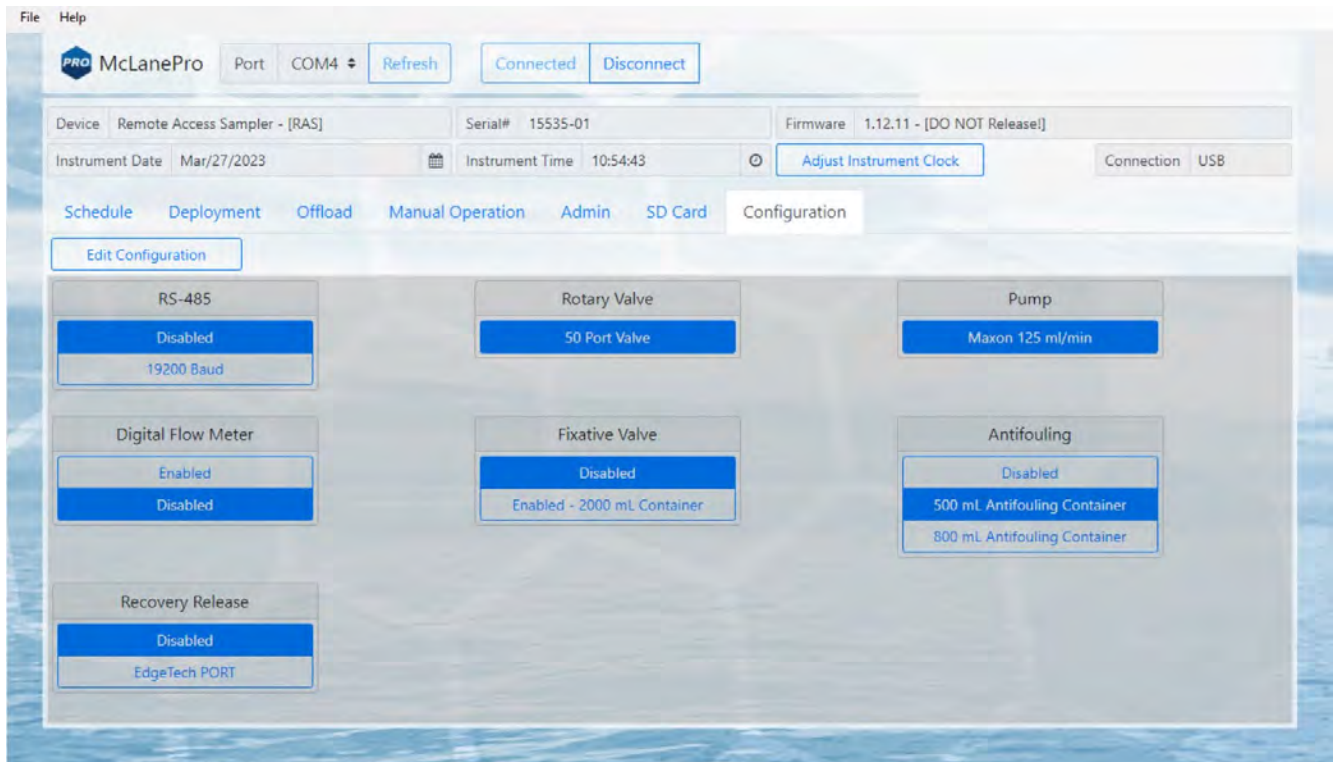 File Help
PRO McLanePro Port COM4 Refresh Connected Disconnect
Device Remote Access Sampler - [RAS] Serial# 15535-01 Firmware 1.12.11 - [DO NOT Release!]
Instrument Date Mar/27/2023 Instrument Time 10:54:43 Adjust Instrument Clock Connection USB
Schedule Deployment Offload Manual Operation Admin SD Card Configuration
Edit Configuration
RS-485 Rotary Valve Pump
Disabled 50 Port Valve Maxon 125 ml/min
19200 Baud
Digital Flow Meter Fixative Valve Antifouling
Enabled Disabled Disabled
Disabled Enabled - 2000 mL Container 500 mL Antifouling Container
800 mL Antifouling Container
Recovery Release
Disabled
EdgeTech PORT